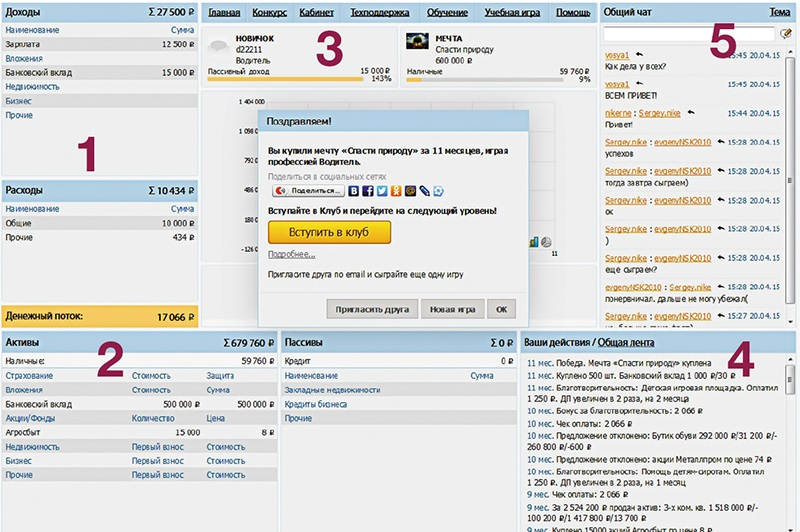 Доходы Σ 27 500 ₽
Наименование Сумма
Зарплата 12 500 ₽
Вложения
Банковский вклад 15 000 ₽
Недвижимость
Бизнес
Прочие
1
Расходы Σ 10 434 ₽
Наименование Сумма
Общие 10 000 ₽
Прочие 434 ₽
Денежный поток: 17 066 ₽
Главная Конкурс Кабинет Техподдержка Обучение Учебная игра Помощь
НОВИЧОК
d22211
Водитель
Пассивный доход 15 000 ₽
143%
3
МЕЧТА
Спасти природу
600 000 ₽
Наличные 59 760 ₽
9%
1 404 000
-126 0
11
Поздравляем!
Вы купили мечту «Спасти природу» за 11 месяцев, играя
профессией Водитель.
Поделиться в социальных сетях
Поделиться...
Вступайте в Клуб и перейдите на следующий уровень!
Вступить в клуб
Подробнее...
Пригласите друга по email и сыграйте еще одну игру
Пригласить друга Новая игра OK
Общий чат Тема
5
vosya1 15:45 20.04.15
Как дела у всех?
vosya1 15:45 20.04.15
ВСЕМ ПРИВЕТ!
nikerne : Sergey.nike 15:44 20.04.15
Привет!
Sergey.nike : evgenyNSK2010 15:28 20.04.15
успехов
Sergey.nike : evgenyNSK2010 15:28 20.04.15
тогда завтра сыграем)
Sergey.nike : evgenyNSK2010 15:28 20.04.15
ок
Sergey.nike : evgenyNSK2010 15:28 20.04.15
)
Sergey.nike : evgenyNSK2010 15:28 20.04.15
еще сыграем?
evgenyNSK2010 : Sergey.nike 15:28 20.04.15
понервничал. дальше не могу убежал(
Sergey.nike : evgenyNSK2010 15:27 20.04.15
Активы Σ 679 760 ₽
2
Наличные: 59 760 ₽
Страхование Стоимость Защита
Вложения Стоимость Сумма
Банковский вклад 500 000 ₽ 500 000 ₽
Акции/Фонды Количество Цена
Агросбыт 15 000 8 ₽
Недвижимость Первый взнос Стоимость
Бизнес Первый взнос Стоимость
Прочие Первый взнос Стоимость
Пассивы Σ 0 ₽
Кредит 0 ₽
Наименование Сумма
Закладные недвижимости
Кредиты бизнеса
Прочие
Ваши действия / Общая лента
4
11 мес. Победа. Мечта «Спасти природу» куплена
11 мес. Куплено 500 шт. Банковский вклад 1 000 ₽/30 ₽
11 мес. Благотворительность: Детская игровая площадка. Оплатил
1 250 ₽. ДП увеличен в 2 раза, на 2 месяца
10 мес. Бонус за благотворительность: 2 066 ₽
10 мес. Чек оплаты: 2 066 ₽
10 мес. Предложение отклонено: Бутик обуви 292 000 ₽/31 200 ₽/-
260 800 ₽/-600 ₽
10 мес. Предложение отклонено: акции Металлпром по цене 74 ₽
10 мес. Благотворительность: Помощь детям-сиротам. Оплатил
1 250 ₽. ДП увеличен в 2 раза, на 1 месяц
9 мес. Чек оплаты: 2 066 ₽
9 мес. За 2 524 200 ₽ продан актив: 3-х ком. кв. 1 518 000 ₽/-
100 200 ₽/1 417 800 ₽/13 700 ₽
9 мес. Куплено 15000 акций Агросбыт по цене 8 ₽